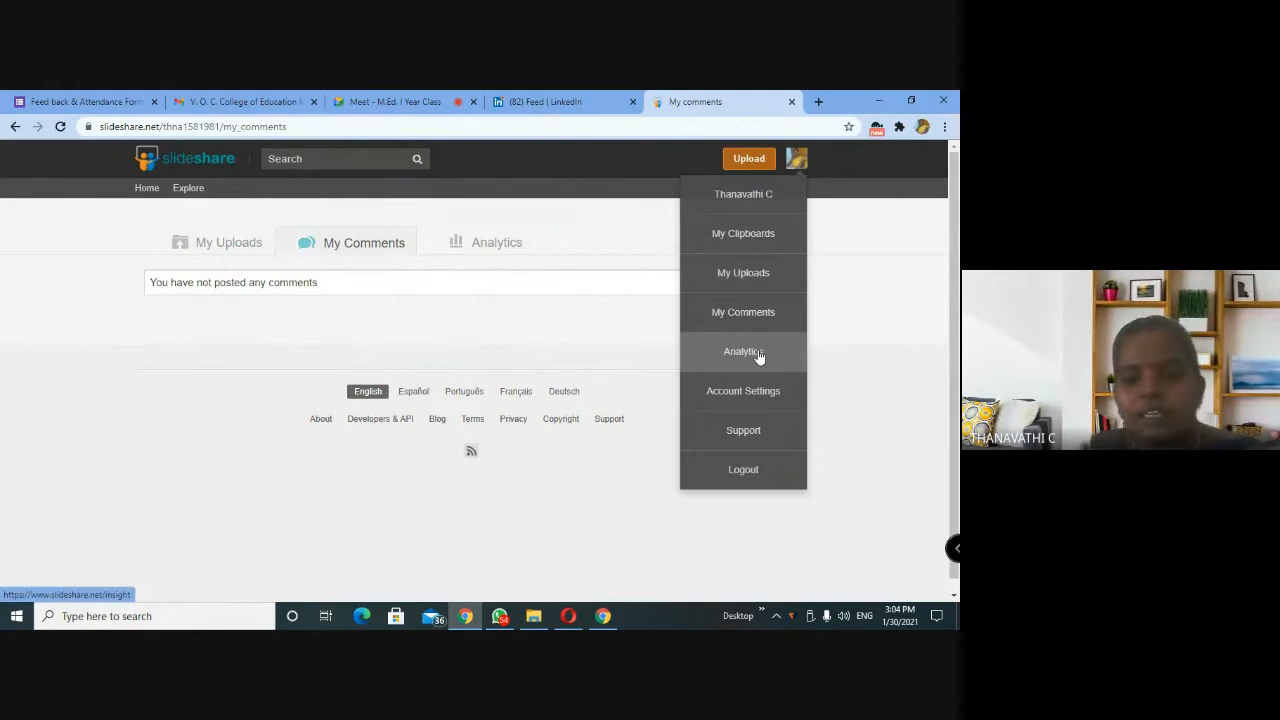 Feed back & Attendance Form
V. O. C. College of Education M
Meet - M.Ed. I Year Class
(82) Feed | LinkedIn
My comments
slideshare.net/thna1581981/my_comments
new
slideshare
Search
Upload
Home
Explore
Thanavathi C
My Clipboards
My Uploads
My Comments
Analytics
Account Settings
Support
Logout
My Uploads
My Comments
Analytics
You have not posted any comments
English
Español
Português
Français
Deutsch
About
Developers & API
Blog
Terms
Privacy
Copyright
Support
THANAVATHI C
https://www.slideshare.net/insight
Type here to search
36
54
Desktop
ENG
3:04 PM
1/30/2021